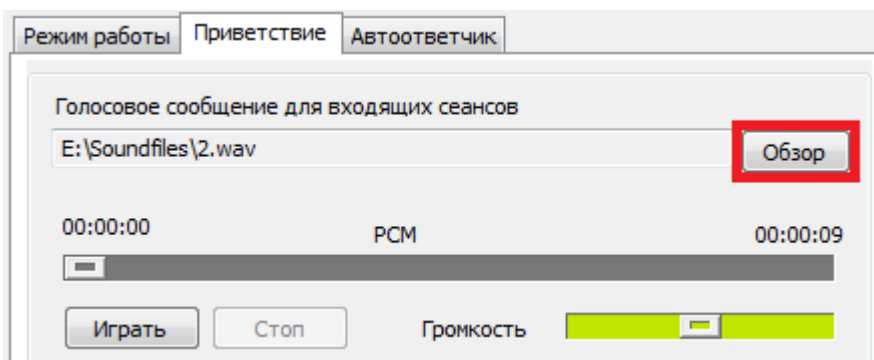 Режим работы Приветствие Автоответчик
Голосовое сообщение для входящих сеансов
E:\Soundfiles\2.wav Обзор
00:00:00 PCM 00:00:09
Играть Стоп Громкость